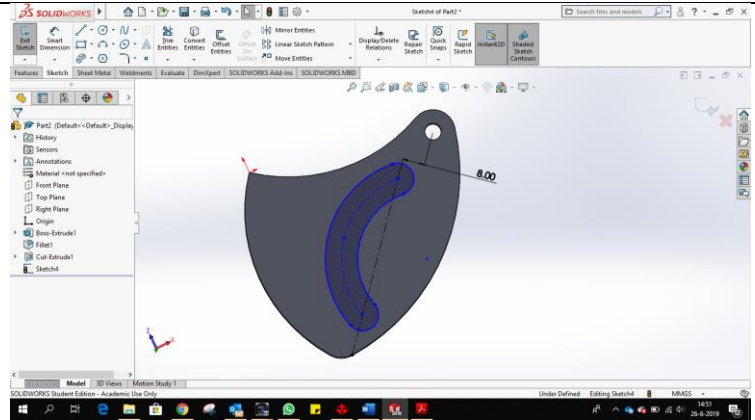 SOLIDWORKS
Sketch4 of Part2 *
Search files and models
Exit Sketch
Smart Dimension
Trim Entities
Convert Entities
Offset Entities
Offset On Surface
Mirror Entities
Linear Sketch Pattern
Move Entities
Display/Delete Relations
Repair Sketch
Quick Snaps
Rapid Sketch
Instant2D
Shaded Sketch Contours
Features Sketch Sheet Metal Weldments Evaluate DimXpert SOLIDWORKS Add-Ins SOLIDWORKS MBD
Part2 (Default<<Default>_Display
History
Sensors
Annotations
Material <not specified>
Front Plane
Top Plane
Right Plane
Origin
Boss-Extrude1
Fillet1
Cut-Extrude1
Sketch4
8.00
Model 3D Views Motion Study 1
SOLIDWORKS Student Edition - Academic Use Only
Under Defined Editing Sketch4 MMGS
14:51
26-6-2019